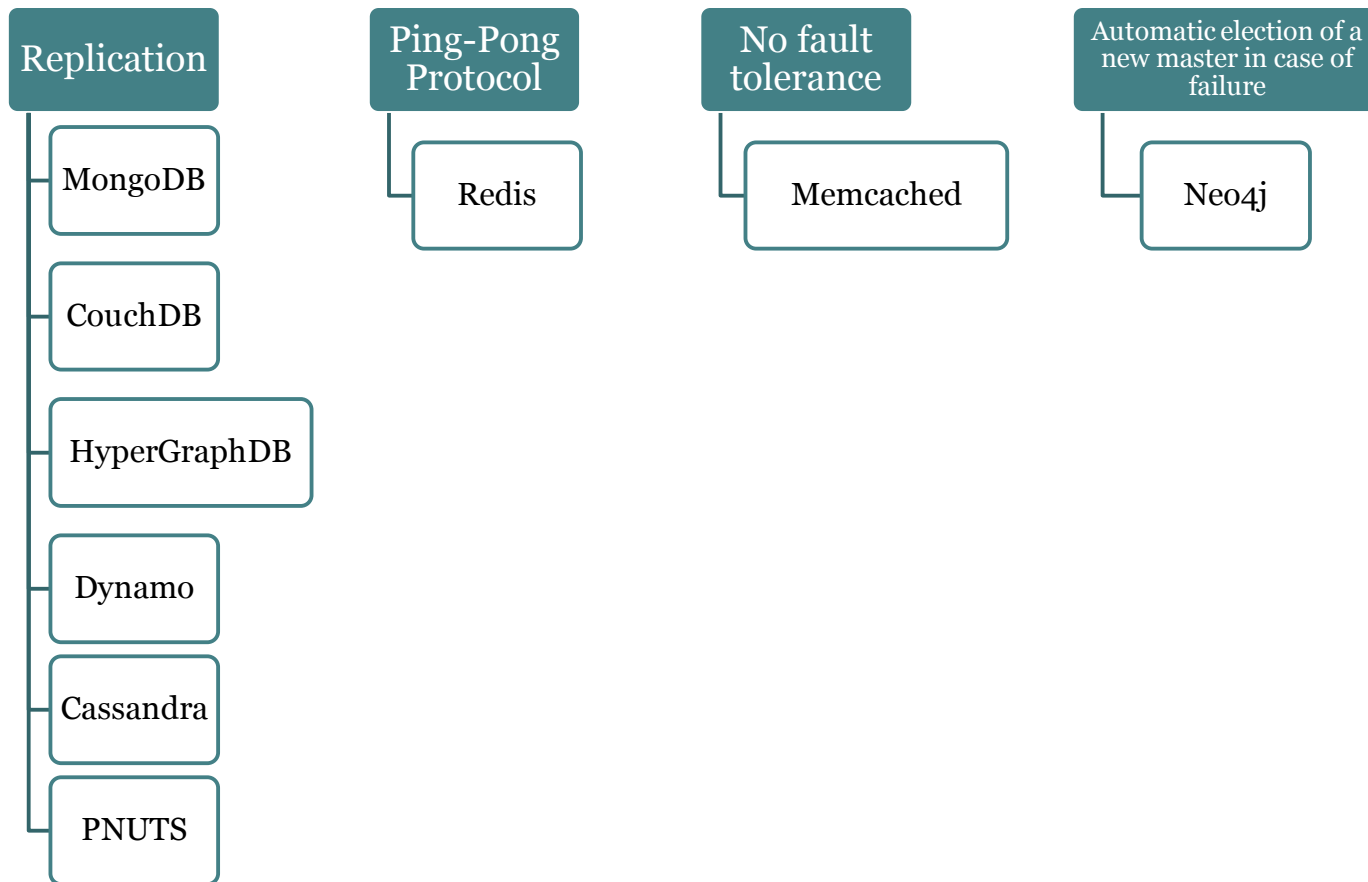 Replication
MongoDB
CouchDB
HyperGraphDB
Dynamo
Cassandra
PNUTS
Ping-Pong
Protocol
Redis
No fault
tolerance
Memcached
Automatic election of a
new master in case of
failure
Neo4j